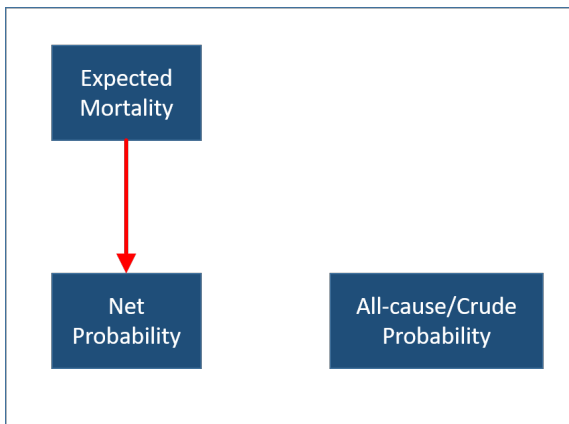 Expected
Mortality
Net
Probability
All-cause/Crude
Probability